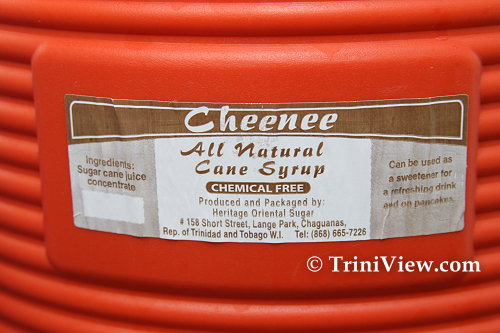 Cheenee
Ingredients:
Sugar cane juice
concentrate
All Natural
Cane Syrup
CHEMICAL FREE
Produced and Packaged by:
Heritage Oriental Sugar
# 158 Short Street, Lange Park, Chaguanas,
Rep. of Trinidad and Tobago W.I. Tel: (868) 665-7226
Can be used as
a sweetener for
a refreshing drink
and on pancakes.
© TriniView.com